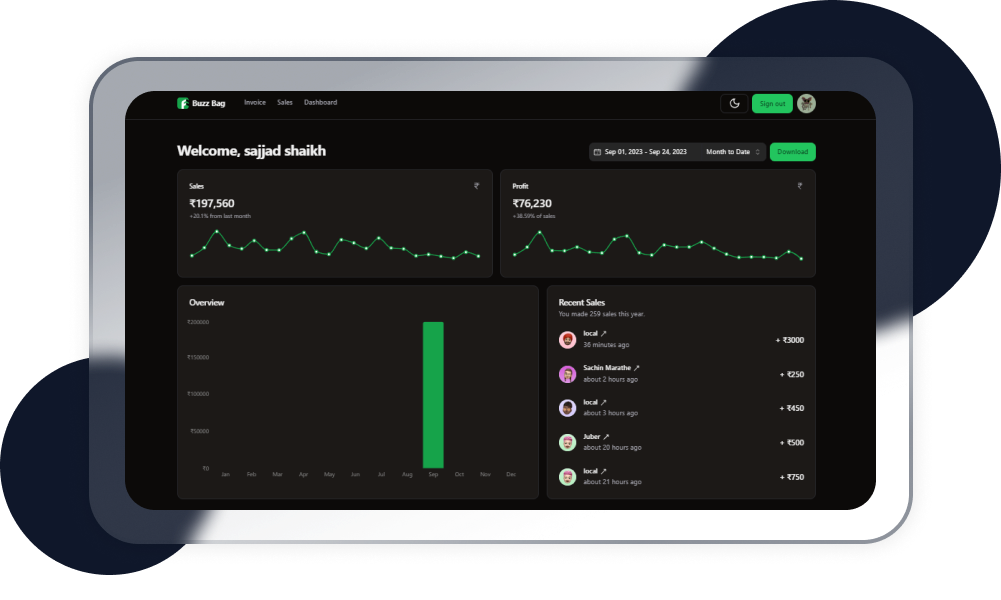 Buzz Bag
Invoice Sales Dashboard
Sign out
Welcome, sajjad shaikh
Sep 01, 2023 - Sep 24, 2023
Month to Date
Download
Sales ₹
₹197,560
+20.1% from last month
Profit ₹
₹76,230
+38.59% of sales
Overview
₹200000
₹150000
₹100000
₹50000
₹0
Jan Feb Mar Apr May Jun Jul Aug Sep Oct Nov Dec
Recent Sales
You made 259 sales this year.
local ↗
36 minutes ago
+ ₹3000
Sachin Marathe ↗
about 2 hours ago
+ ₹250
local ↗
about 3 hours ago
+ ₹450
Juber ↗
about 20 hours ago
+ ₹500
local ↗
about 21 hours ago
+ ₹750